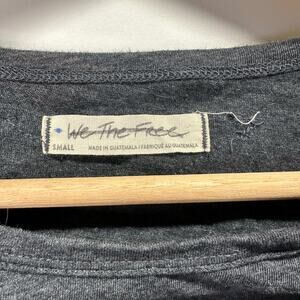 We The Free
SMALL
MADE IN GUATEMALA / FABRIQUÉ AU GUATEMALA